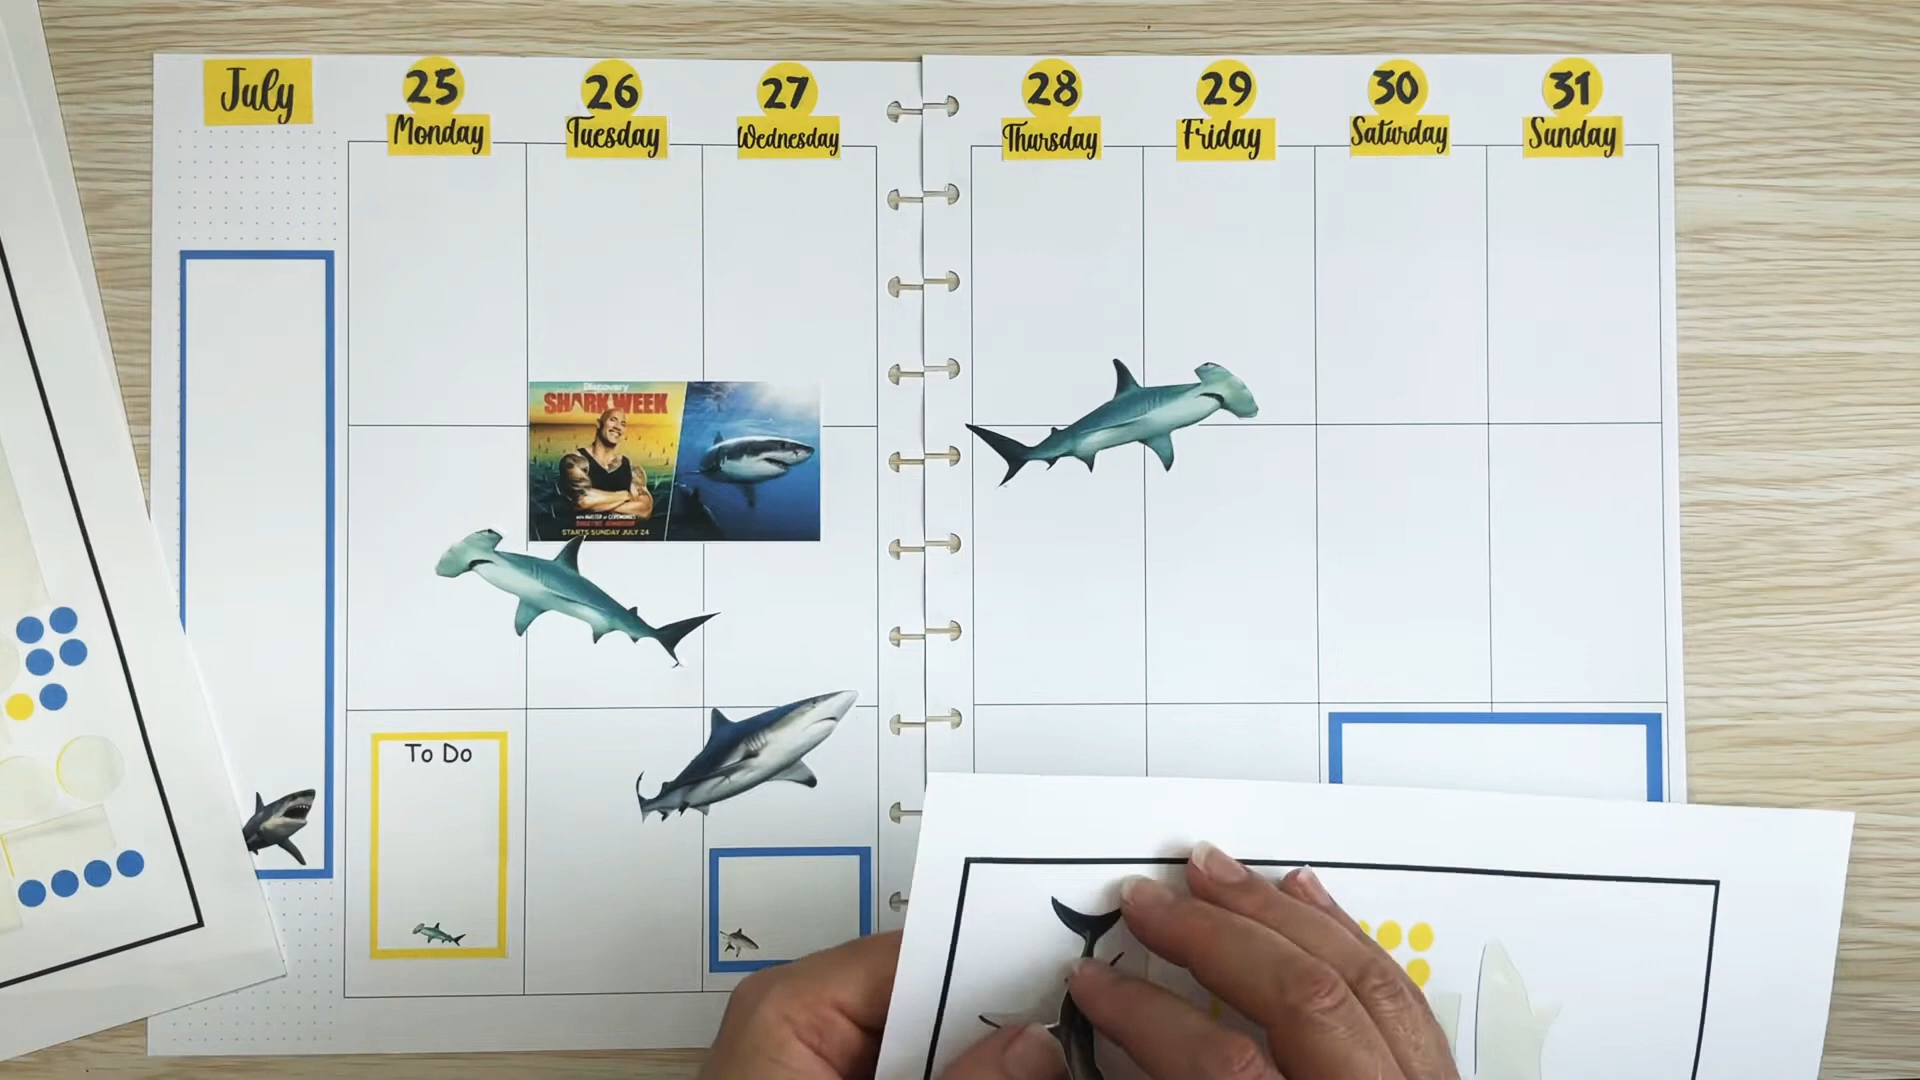 July
25
Monday
26
Tuesday
27
Wednesday
28
Thursday
29
Friday
30
Saturday
31
Sunday
Discovery
SHARK WEEK
STARTS SUNDAY JULY 24
To Do